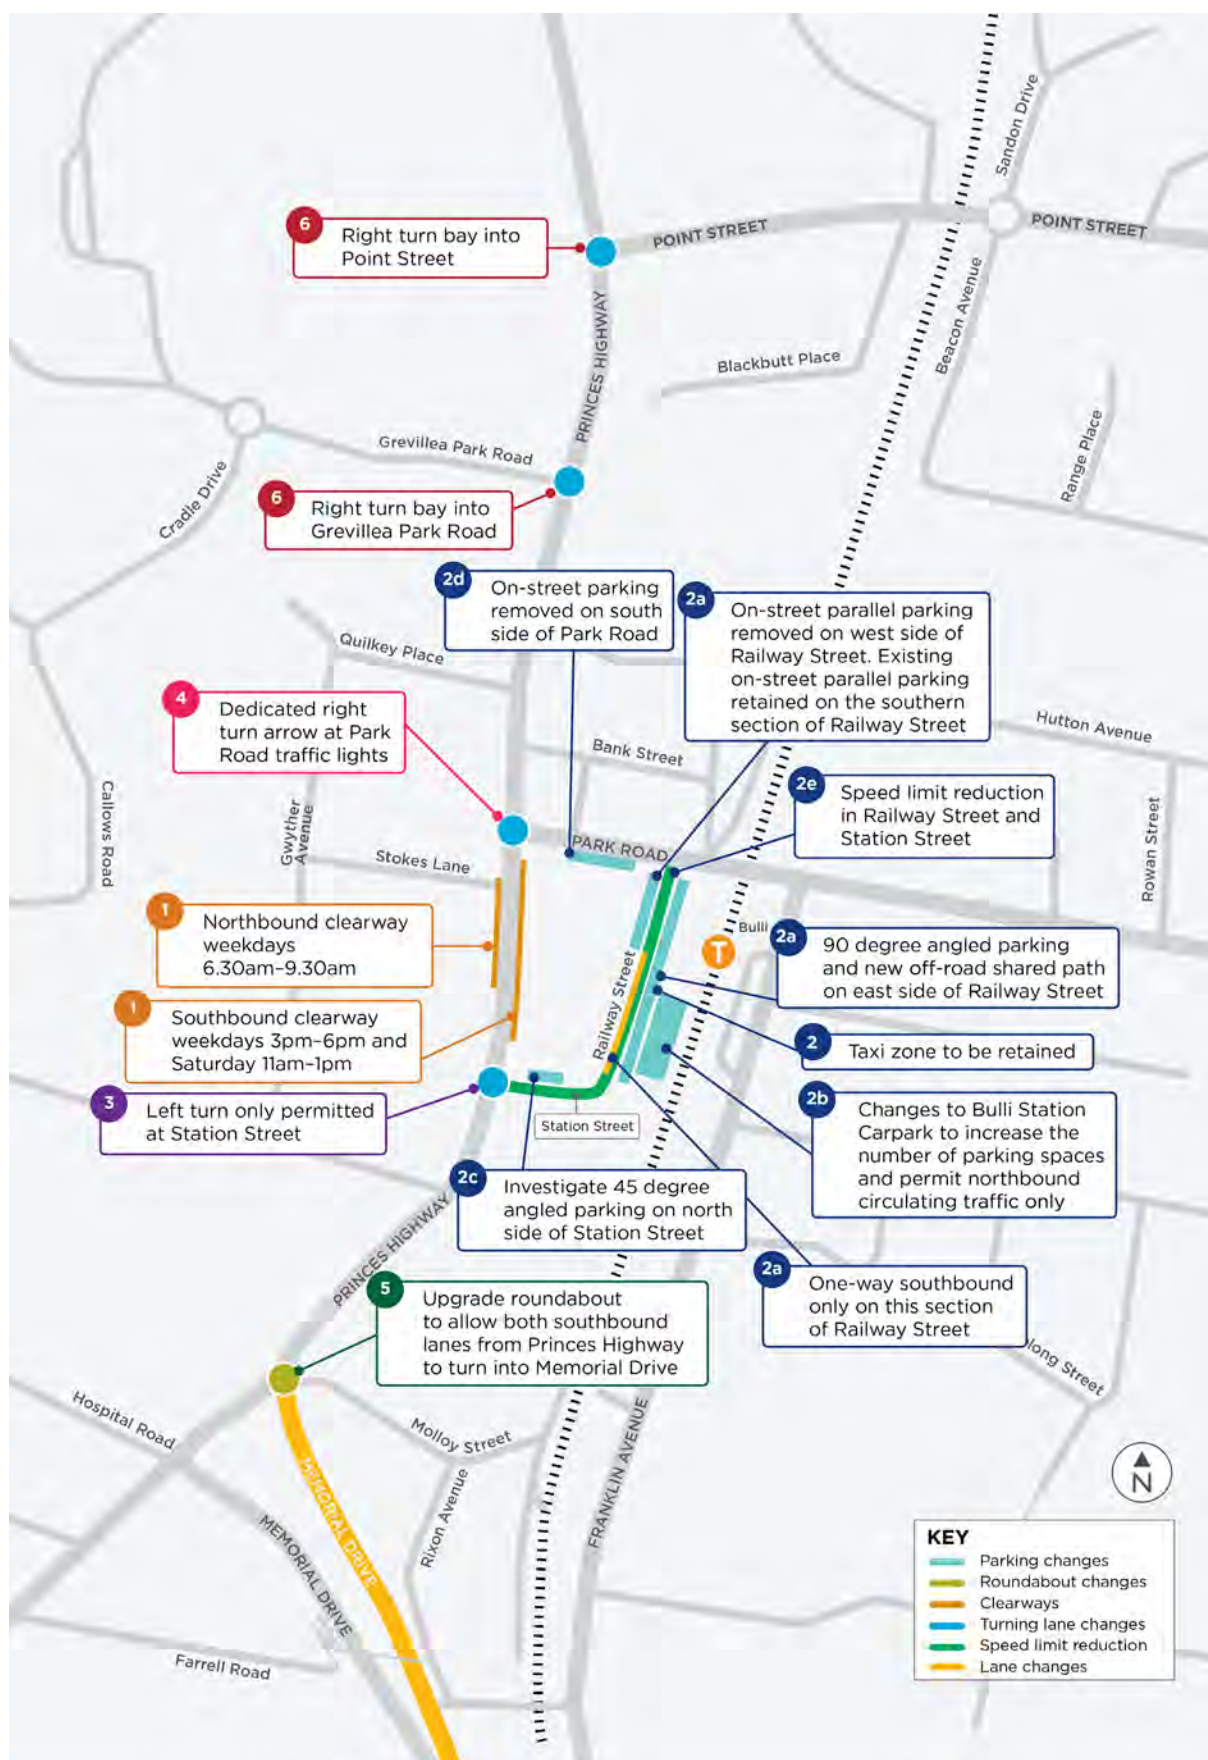 Sandon Drive
POINT STREET
POINT STREET
6
Right turn bay into
Point Street
PRINCES HIGHWAY
Beacon Avenue
Blackbutt Place
Range Place
Grevillea Park Road
Cradle Drive
6
Right turn bay into
Grevillea Park Road
2d
On-street parking
removed on south
side of Park Road
2a
On-street parallel parking
removed on west side of
Railway Street. Existing
on-street parallel parking
retained on the southern
section of Railway Street
Quilkey Place
4
Dedicated right
turn arrow at Park
Road traffic lights
Bank Street
Hutton Avenue
2e
Speed limit reduction
in Railway Street and
Station Street
Callows Road
Gwyther
Avenue
Rowan Street
PARK ROAD
Stokes Lane
1
Northbound clearway
weekdays
6.30am–9.30am
Bulli
T
2a
90 degree angled parking
and new off-road shared path
on east side of Railway Street
Railway Street
1
Southbound clearway
weekdays 3pm–6pm and
Saturday 11am–1pm
2
Taxi zone to be retained
3
Left turn only permitted
at Station Street
Station Street
2b
Changes to Bulli Station
Carpark to increase the
number of parking spaces
and permit northbound
circulating traffic only
2c
Investigate 45 degree
angled parking on north
side of Station Street
PRINCES HIGHWAY
2a
One-way southbound
only on this section
of Railway Street
5
Upgrade roundabout
to allow both southbound
lanes from Princes Highway
to turn into Memorial Drive
long Street
Hospital Road
Molloy Street
FRANKLIN AVENUE
Rixon Avenue
MEMORIAL DRIVE
MEMORIAL DRIVE
Farrell Road
N
KEY
Parking changes
Roundabout changes
Clearways
Turning lane changes
Speed limit reduction
Lane changes